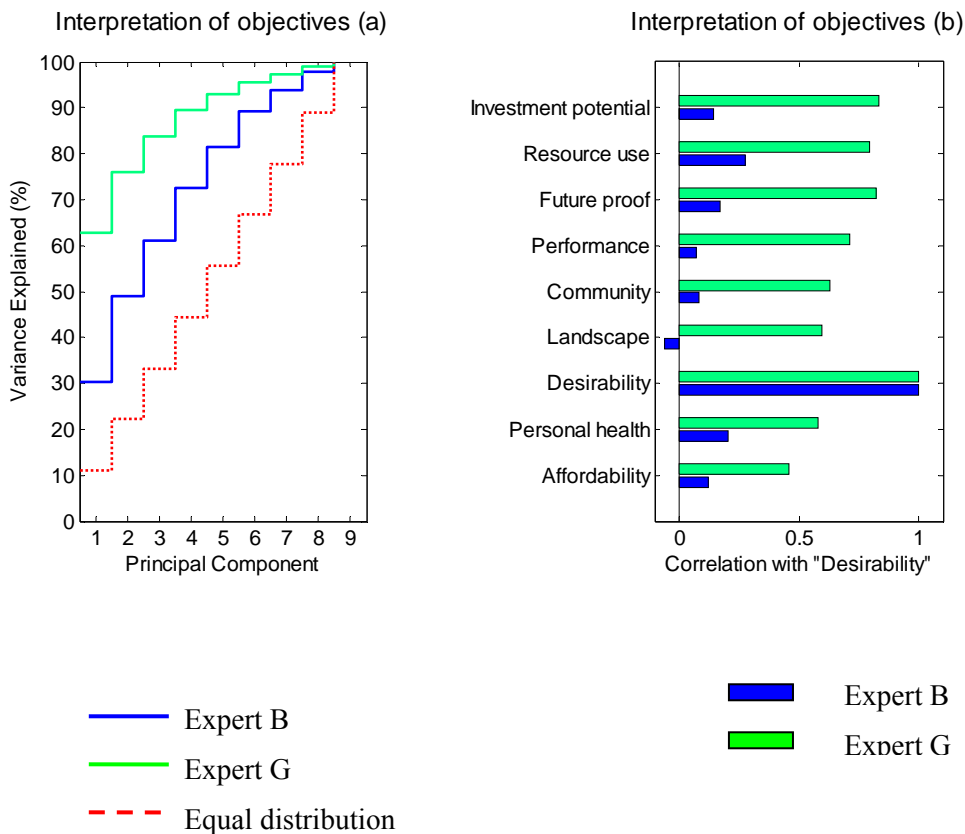 Interpretation of objectives (a)
100
90
80
70
60
50
40
30
20
10
0
Variance Explained (%)
1 2 3 4 5 6 7 8 9
Principal Component
Expert B
Expert G
Equal distribution
Interpretation of objectives (b)
Investment potential
Resource use
Future proof
Performance
Community
Landscape
Desirability
Personal health
Affordability
0 0.5 1
Correlation with "Desirability"
Expert B
Expert G